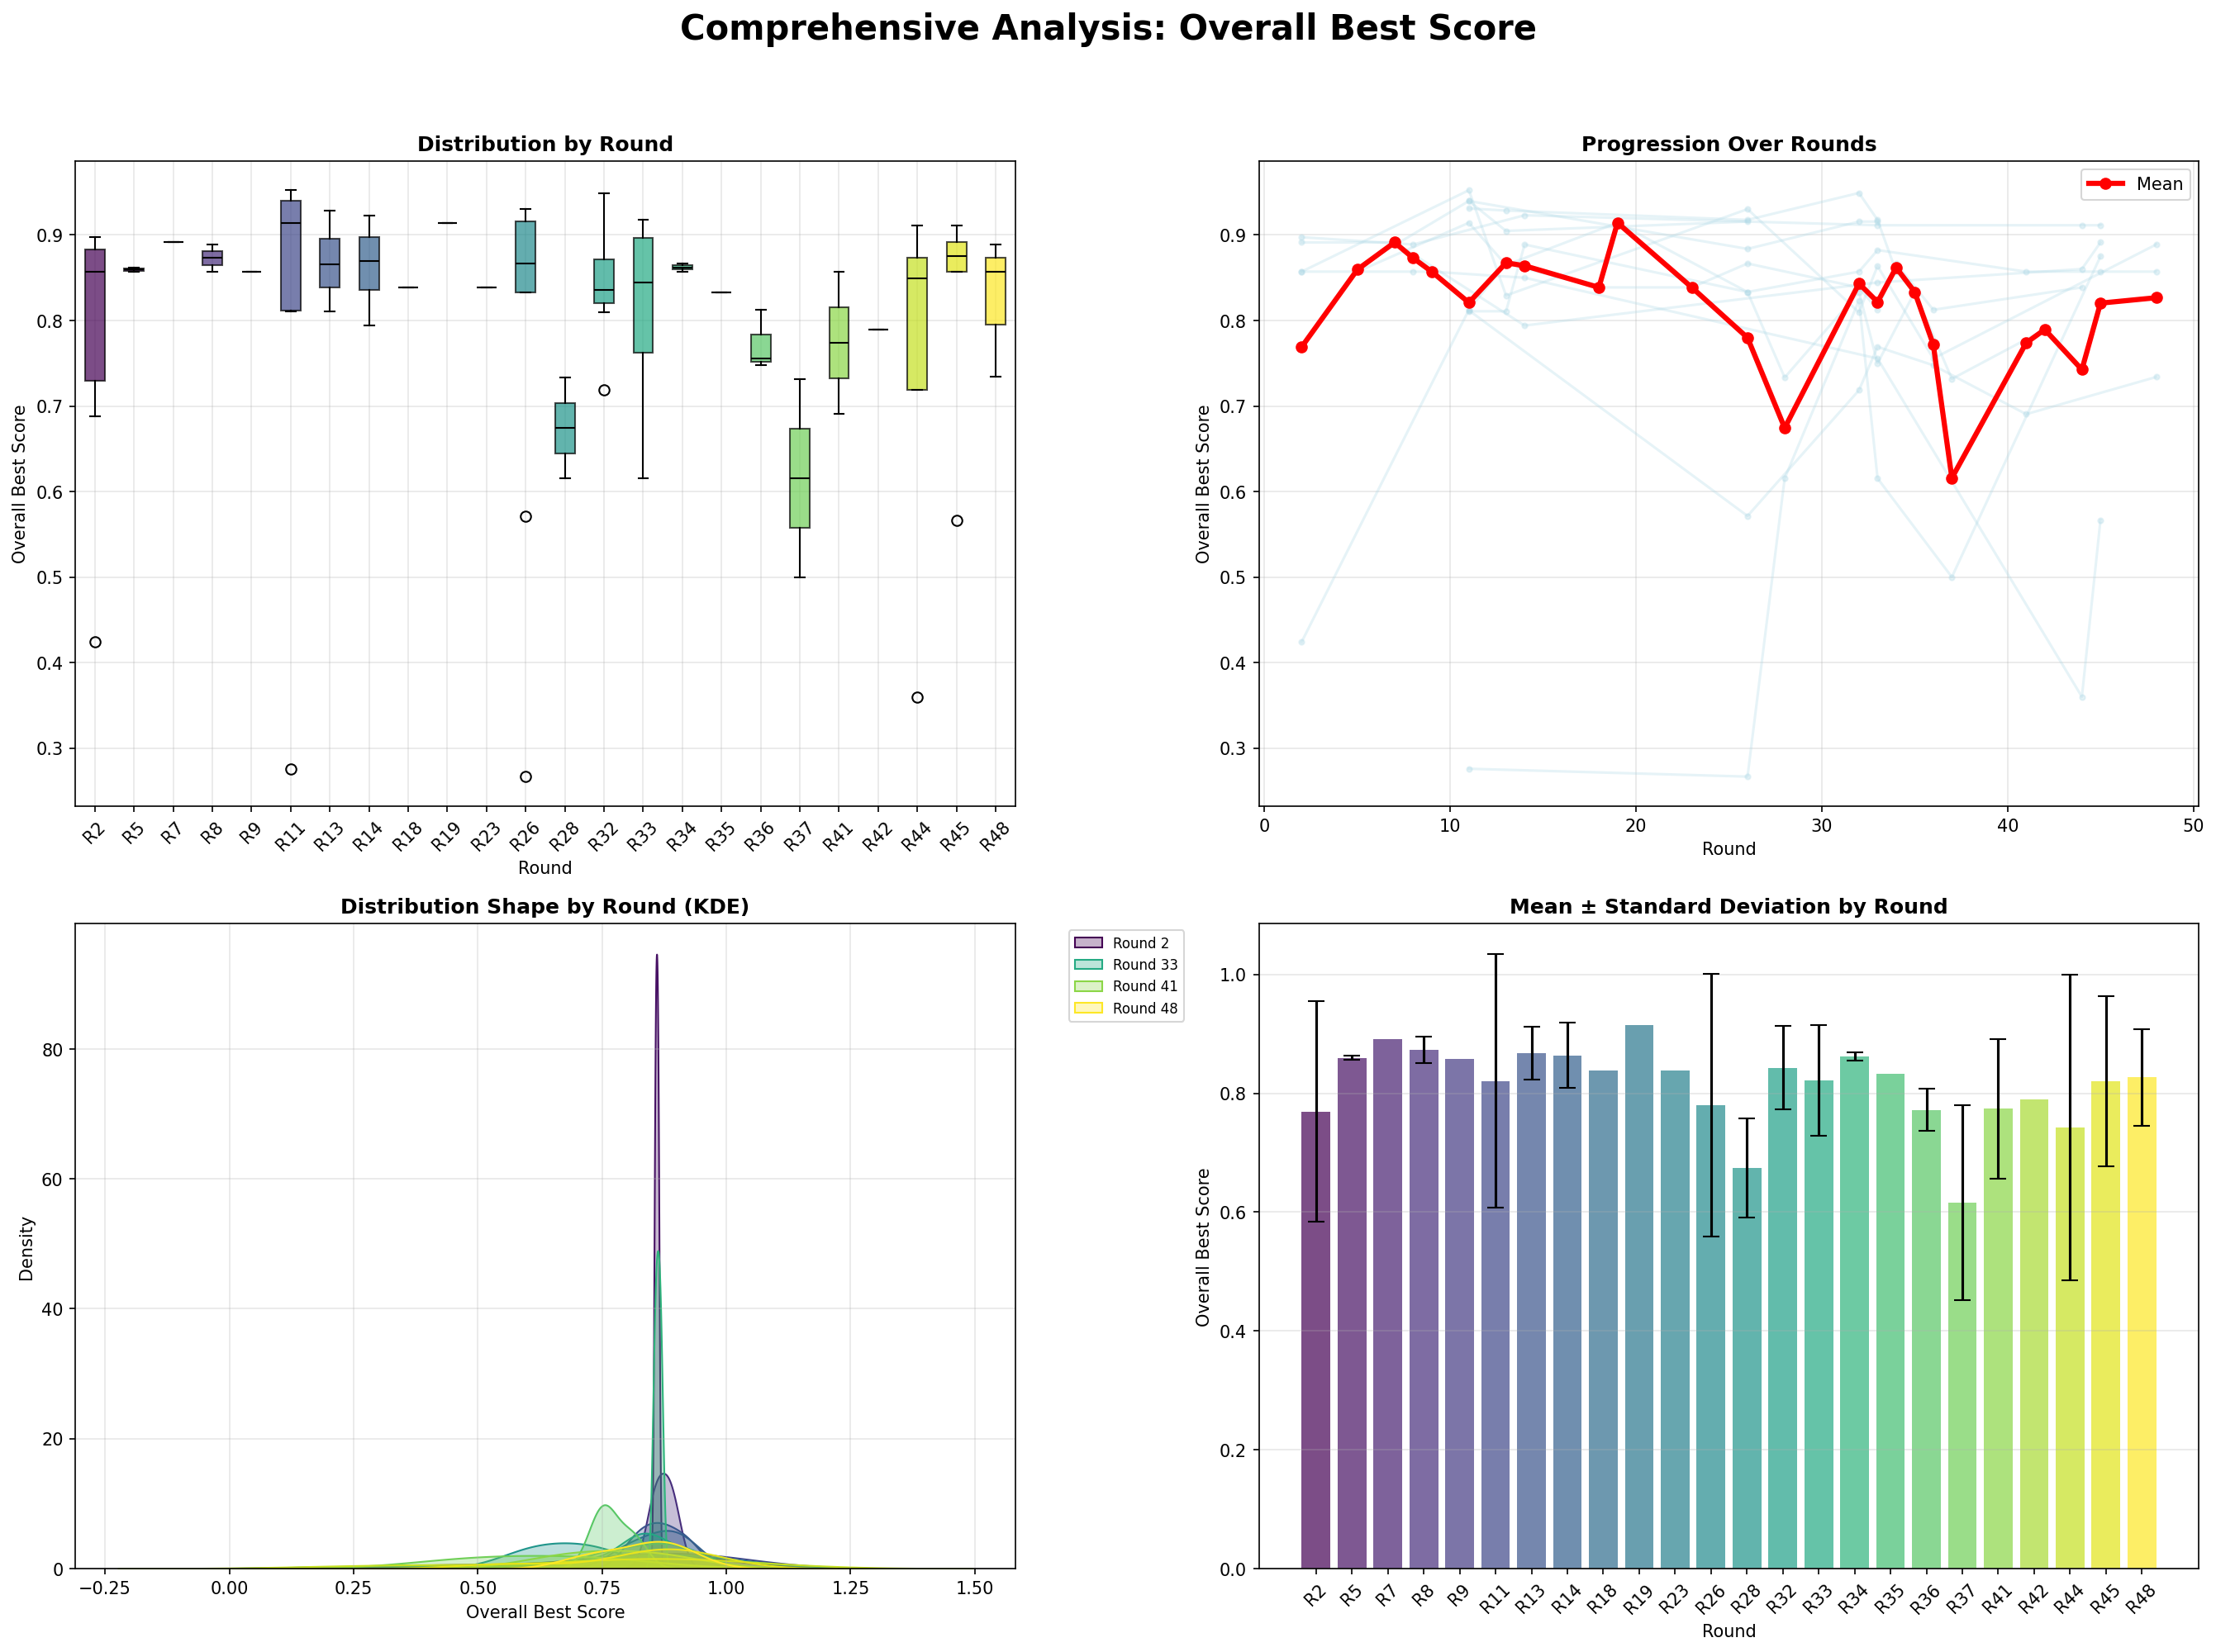 Comprehensive Analysis: Overall Best Score
Distribution by Round
Overall Best Score
0.9
0.8
0.7
0.6
0.5
0.4
0.3
R2 R5 R7 R8 R9 R11 R13 R14 R18 R19 R23 R26 R28 R32 R33 R34 R35 R36 R37 R41 R42 R44 R45 R48
Round
Progression Over Rounds
Mean
Overall Best Score
0.9
0.8
0.7
0.6
0.5
0.4
0.3
0 10 20 30 40 50
Round
Distribution Shape by Round (KDE)
Round 2
Round 33
Round 41
Round 48
Density
80
60
40
20
0
−0.25 0.00 0.25 0.50 0.75 1.00 1.25 1.50
Overall Best Score
Mean ± Standard Deviation by Round
Overall Best Score
1.0
0.8
0.6
0.4
0.2
0.0
R2 R5 R7 R8 R9 R11 R13 R14 R18 R19 R23 R26 R28 R32 R33 R34 R35 R36 R37 R41 R42 R44 R45 R48
Round